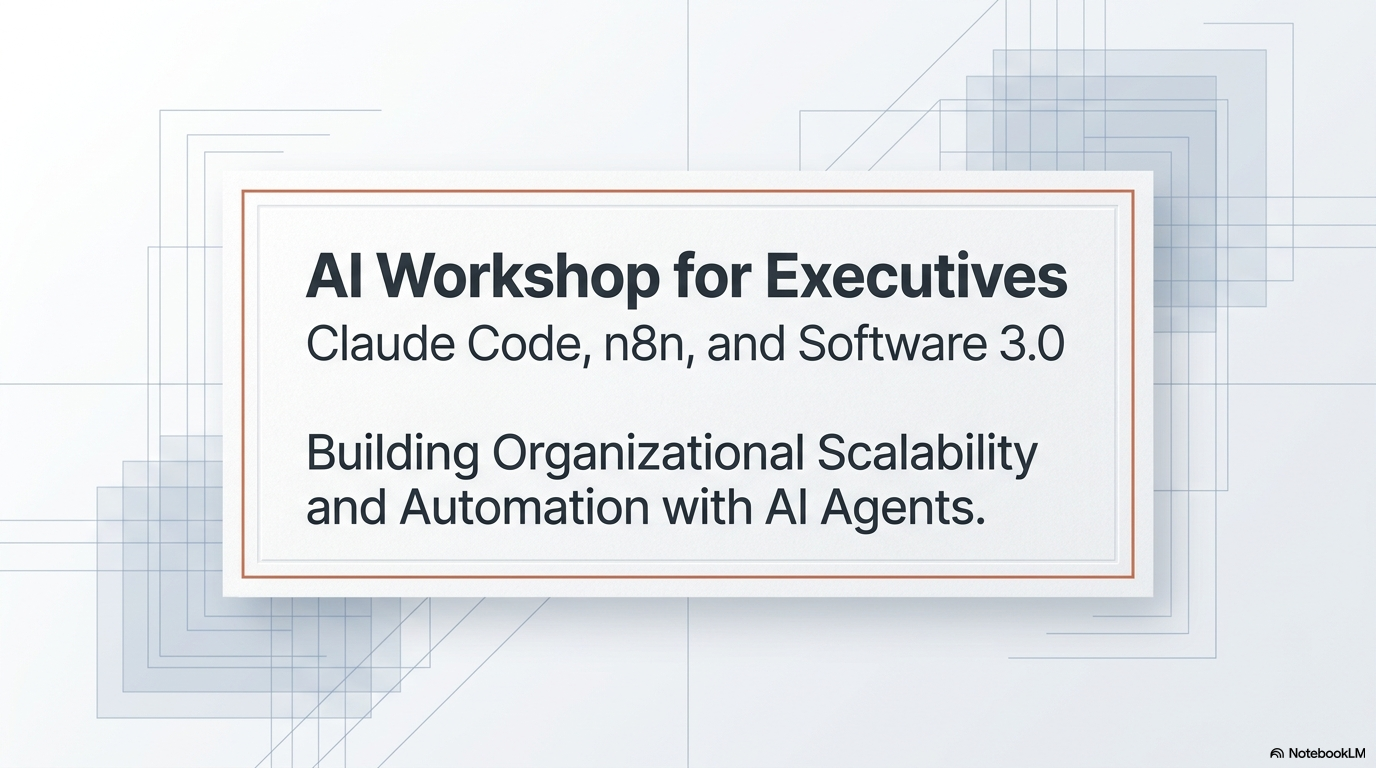 AI Workshop for Executives
Claude Code, n8n, and Software 3.0
Building Organizational Scalability
and Automation with AI Agents.
NotebookLM